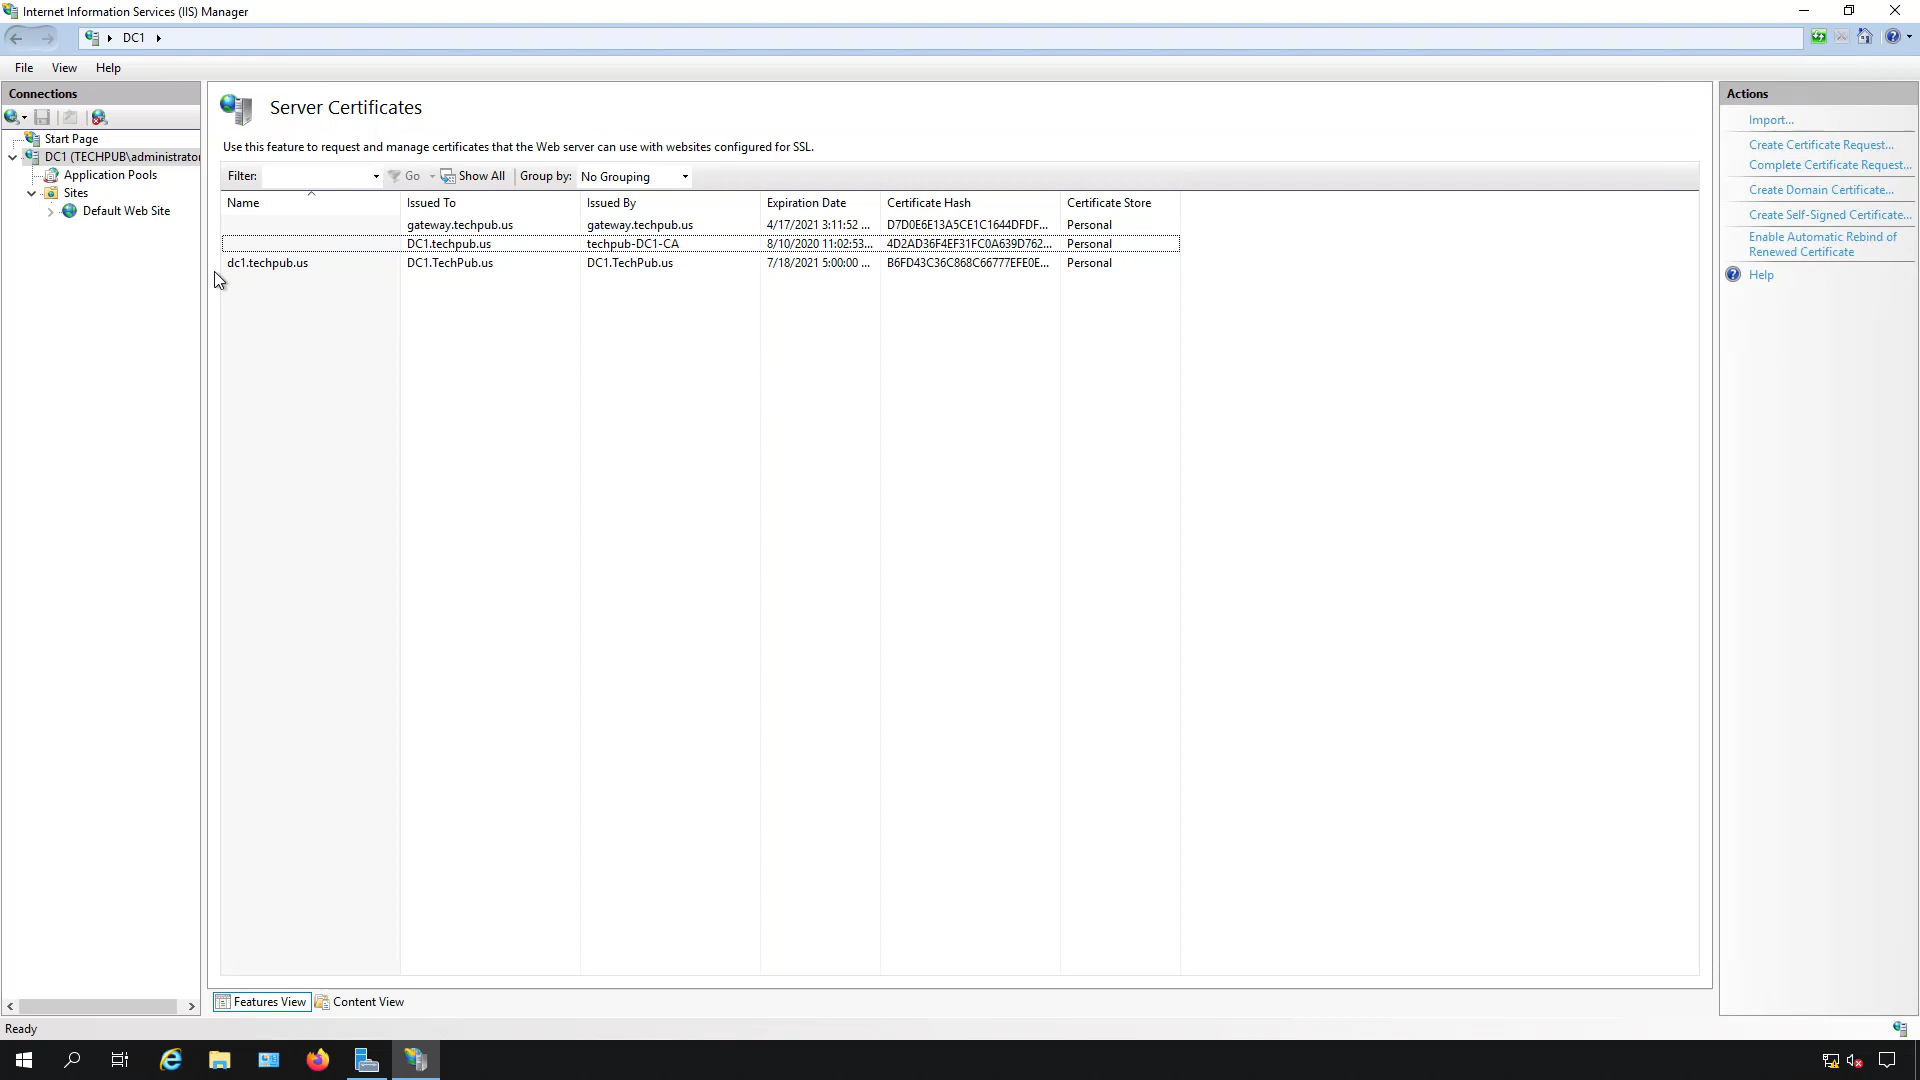 Internet Information Services (IIS) Manager
DC1
File View Help
Connections
Start Page
DC1 (TECHPUB\administrator
Application Pools
Sites
Default Web Site
Server Certificates
Use this feature to request and manage certificates that the Web server can use with websites configured for SSL.
Filter: Go Show All Group by: No Grouping
Name Issued To Issued By Expiration Date Certificate Hash Certificate Store
gateway.techpub.us gateway.techpub.us 4/17/2021 3:11:52 ... D7D0E6E13A5CE1C1644DFDF... Personal
DC1.techpub.us techpub-DC1-CA 8/10/2020 11:02:53... 4D2AD36F4EF31FC0A639D762... Personal
dc1.techpub.us DC1.TechPub.us DC1.TechPub.us 7/18/2021 5:00:00 ... B6FD43C36C868C66777EFE0E... Personal
Features View Content View
Actions
Import...
Create Certificate Request...
Complete Certificate Request...
Create Domain Certificate...
Create Self-Signed Certificate...
Enable Automatic Rebind of
Renewed Certificate
Help
Ready